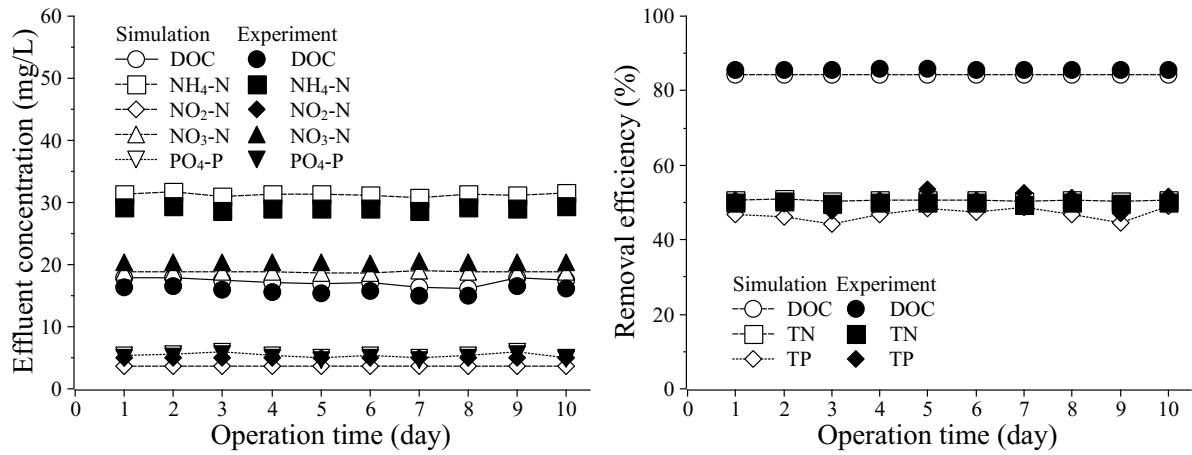 Effluent concentration (mg/L)
60
50
40
30
20
10
0
Simulation Experiment
DOC DOC
NH₄-N NH₄-N
NO₂-N NO₂-N
NO₃-N NO₃-N
PO₄-P PO₄-P
0 1 2 3 4 5 6 7 8 9 10
Operation time (day)
Removal efficiency (%)
100
80
60
40
20
0
Simulation Experiment
DOC DOC
TN TN
TP TP
0 1 2 3 4 5 6 7 8 9 10
Operation time (day)